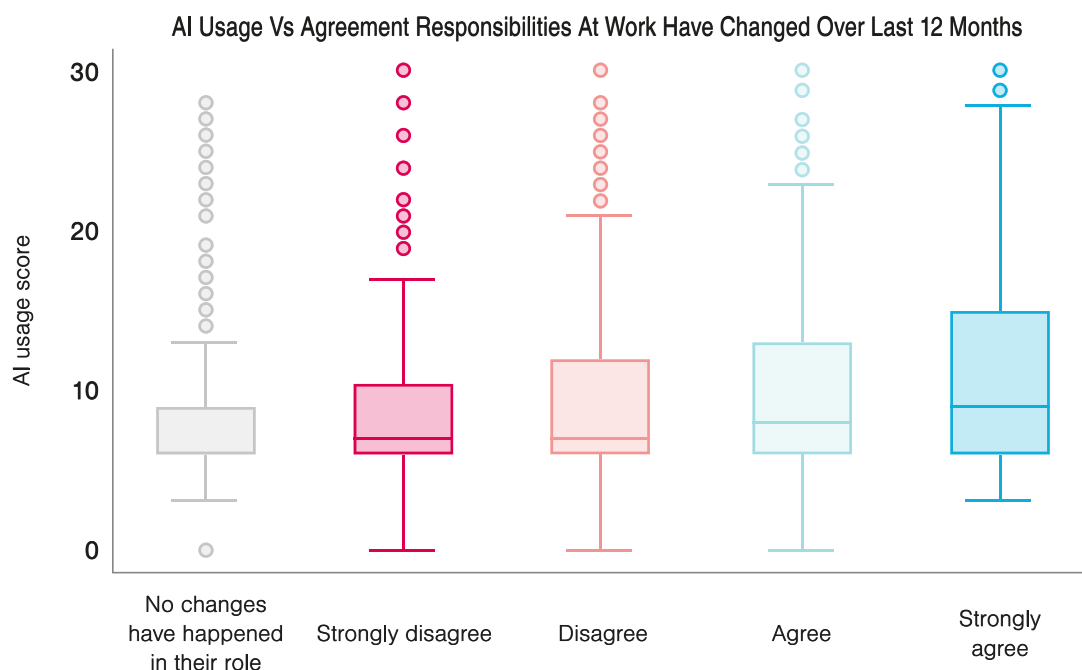 AI Usage Vs Agreement Responsibilities At Work Have Changed Over Last 12 Months
30
20
10
0
AI usage score
No changes
have happened
in their role
Strongly disagree
Disagree
Agree
Strongly
agree